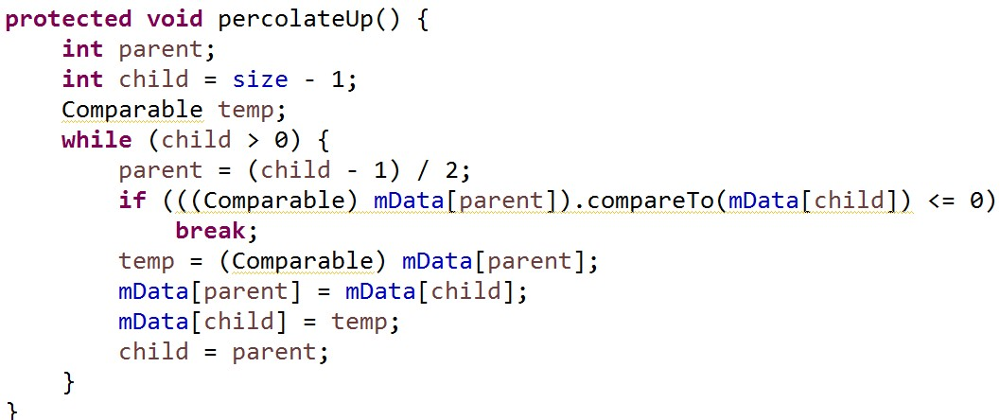 protected void percolateUp() {
    int parent;
    int child = size - 1;
    Comparable temp;
    while (child > 0) {
        parent = (child - 1) / 2;
        if (((Comparable) mData[parent]).compareTo(mData[child]) <= 0)
            break;
        temp = (Comparable) mData[parent];
        mData[parent] = mData[child];
        mData[child] = temp;
        child = parent;
    }
}